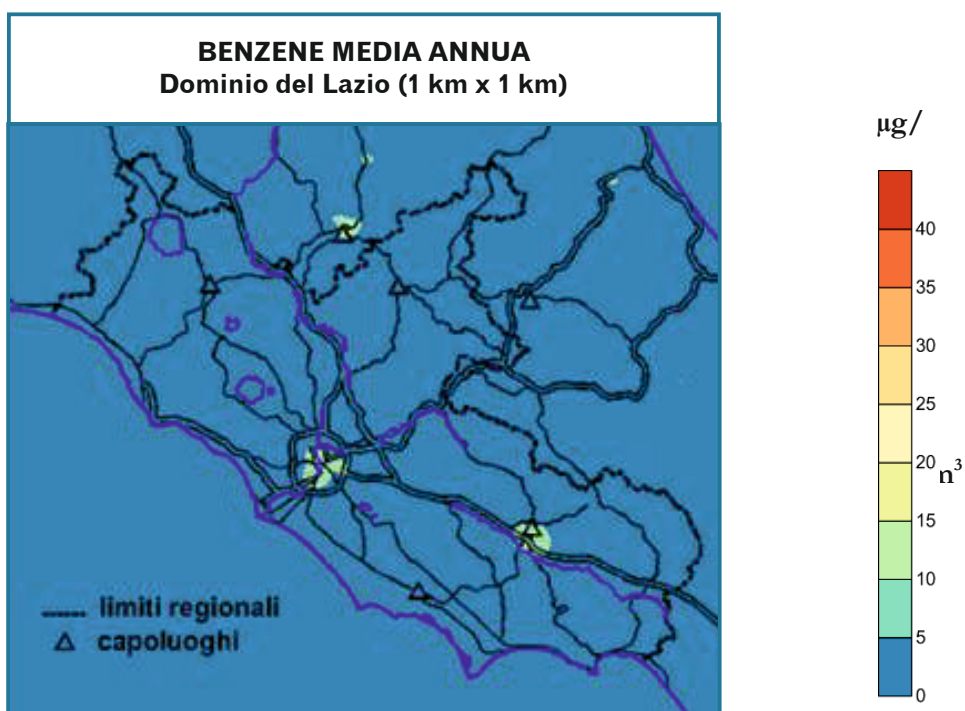 BENZENE MEDIA ANNUA
Dominio del Lazio (1 km x 1 km)
limiti regionali
capoluoghi
µg/
40
35
30
25
20
n³
15
10
5
0